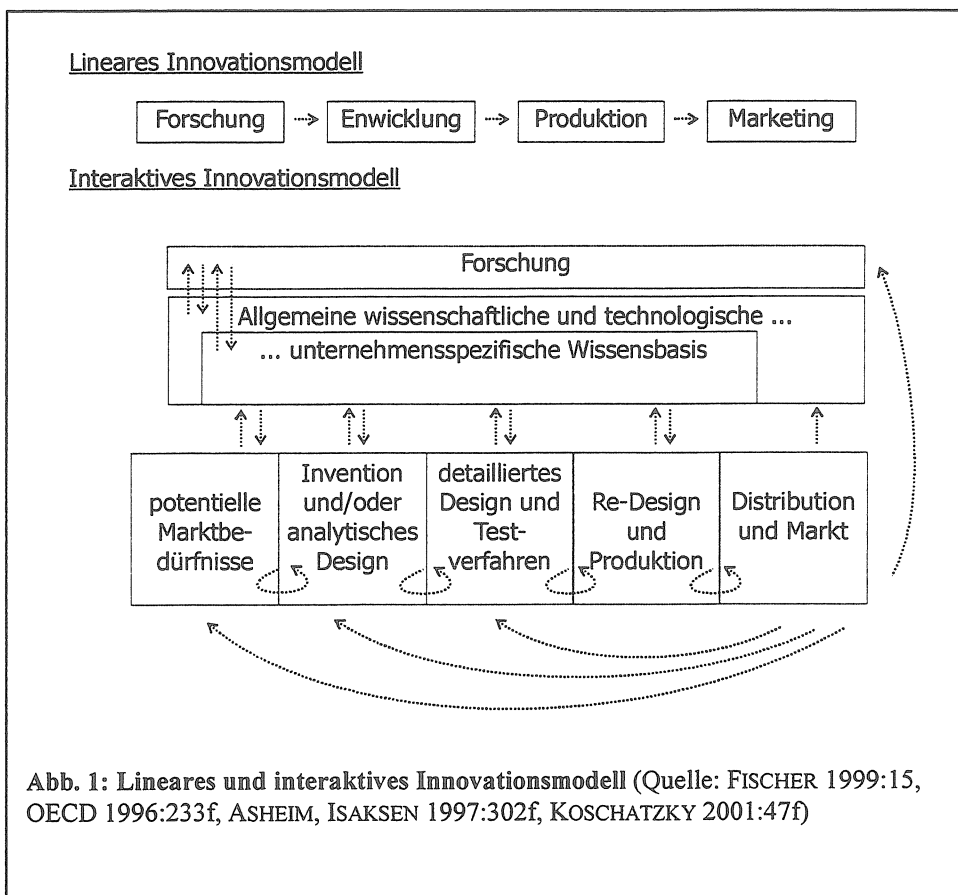 Lineares Innovationsmodell
Forschung Enwicklung Produktion Marketing
Interaktives Innovationsmodell
Forschung
Allgemeine wissenschaftliche und technologische ...
... unternehmensspezifische Wissensbasis
potentielle
Marktbe-
dürfnisse
Invention
und/oder
analytisches
Design
detailliertes
Design und
Test-
verfahren
Re-Design
und
Produktion
Distribution
und Markt
Abb. 1: Lineares und interaktives Innovationsmodell (Quelle: FISCHER 1999:15,
OECD 1996:233f, ASHEIM, ISAKSEN 1997:302f, KOSCHATZKY 2001:47f)